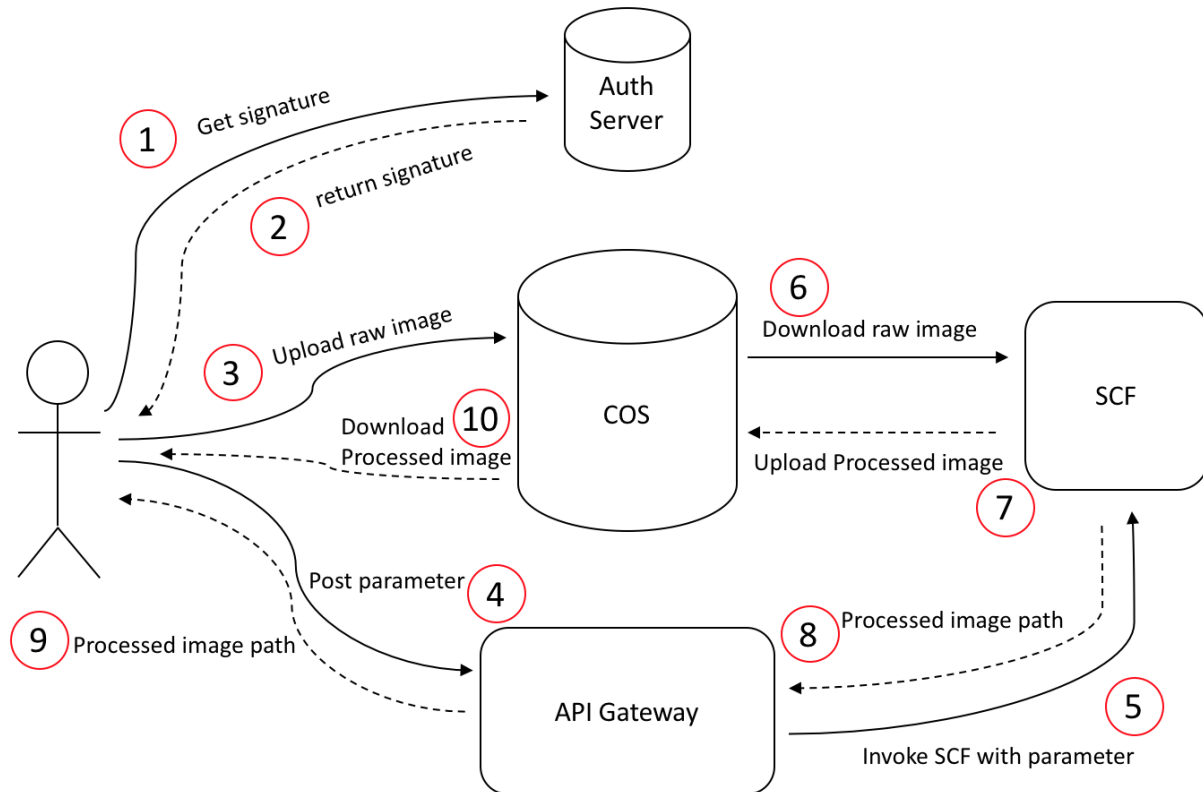 Auth
Server
1
Get signature
2
return signature
6
Download raw image
3
Upload raw image
10
Download
Processed image
COS
SCF
Upload Processed image
7
Post parameter
4
9
Processed image path
8
Processed image path
API Gateway
5
Invoke SCF with parameter